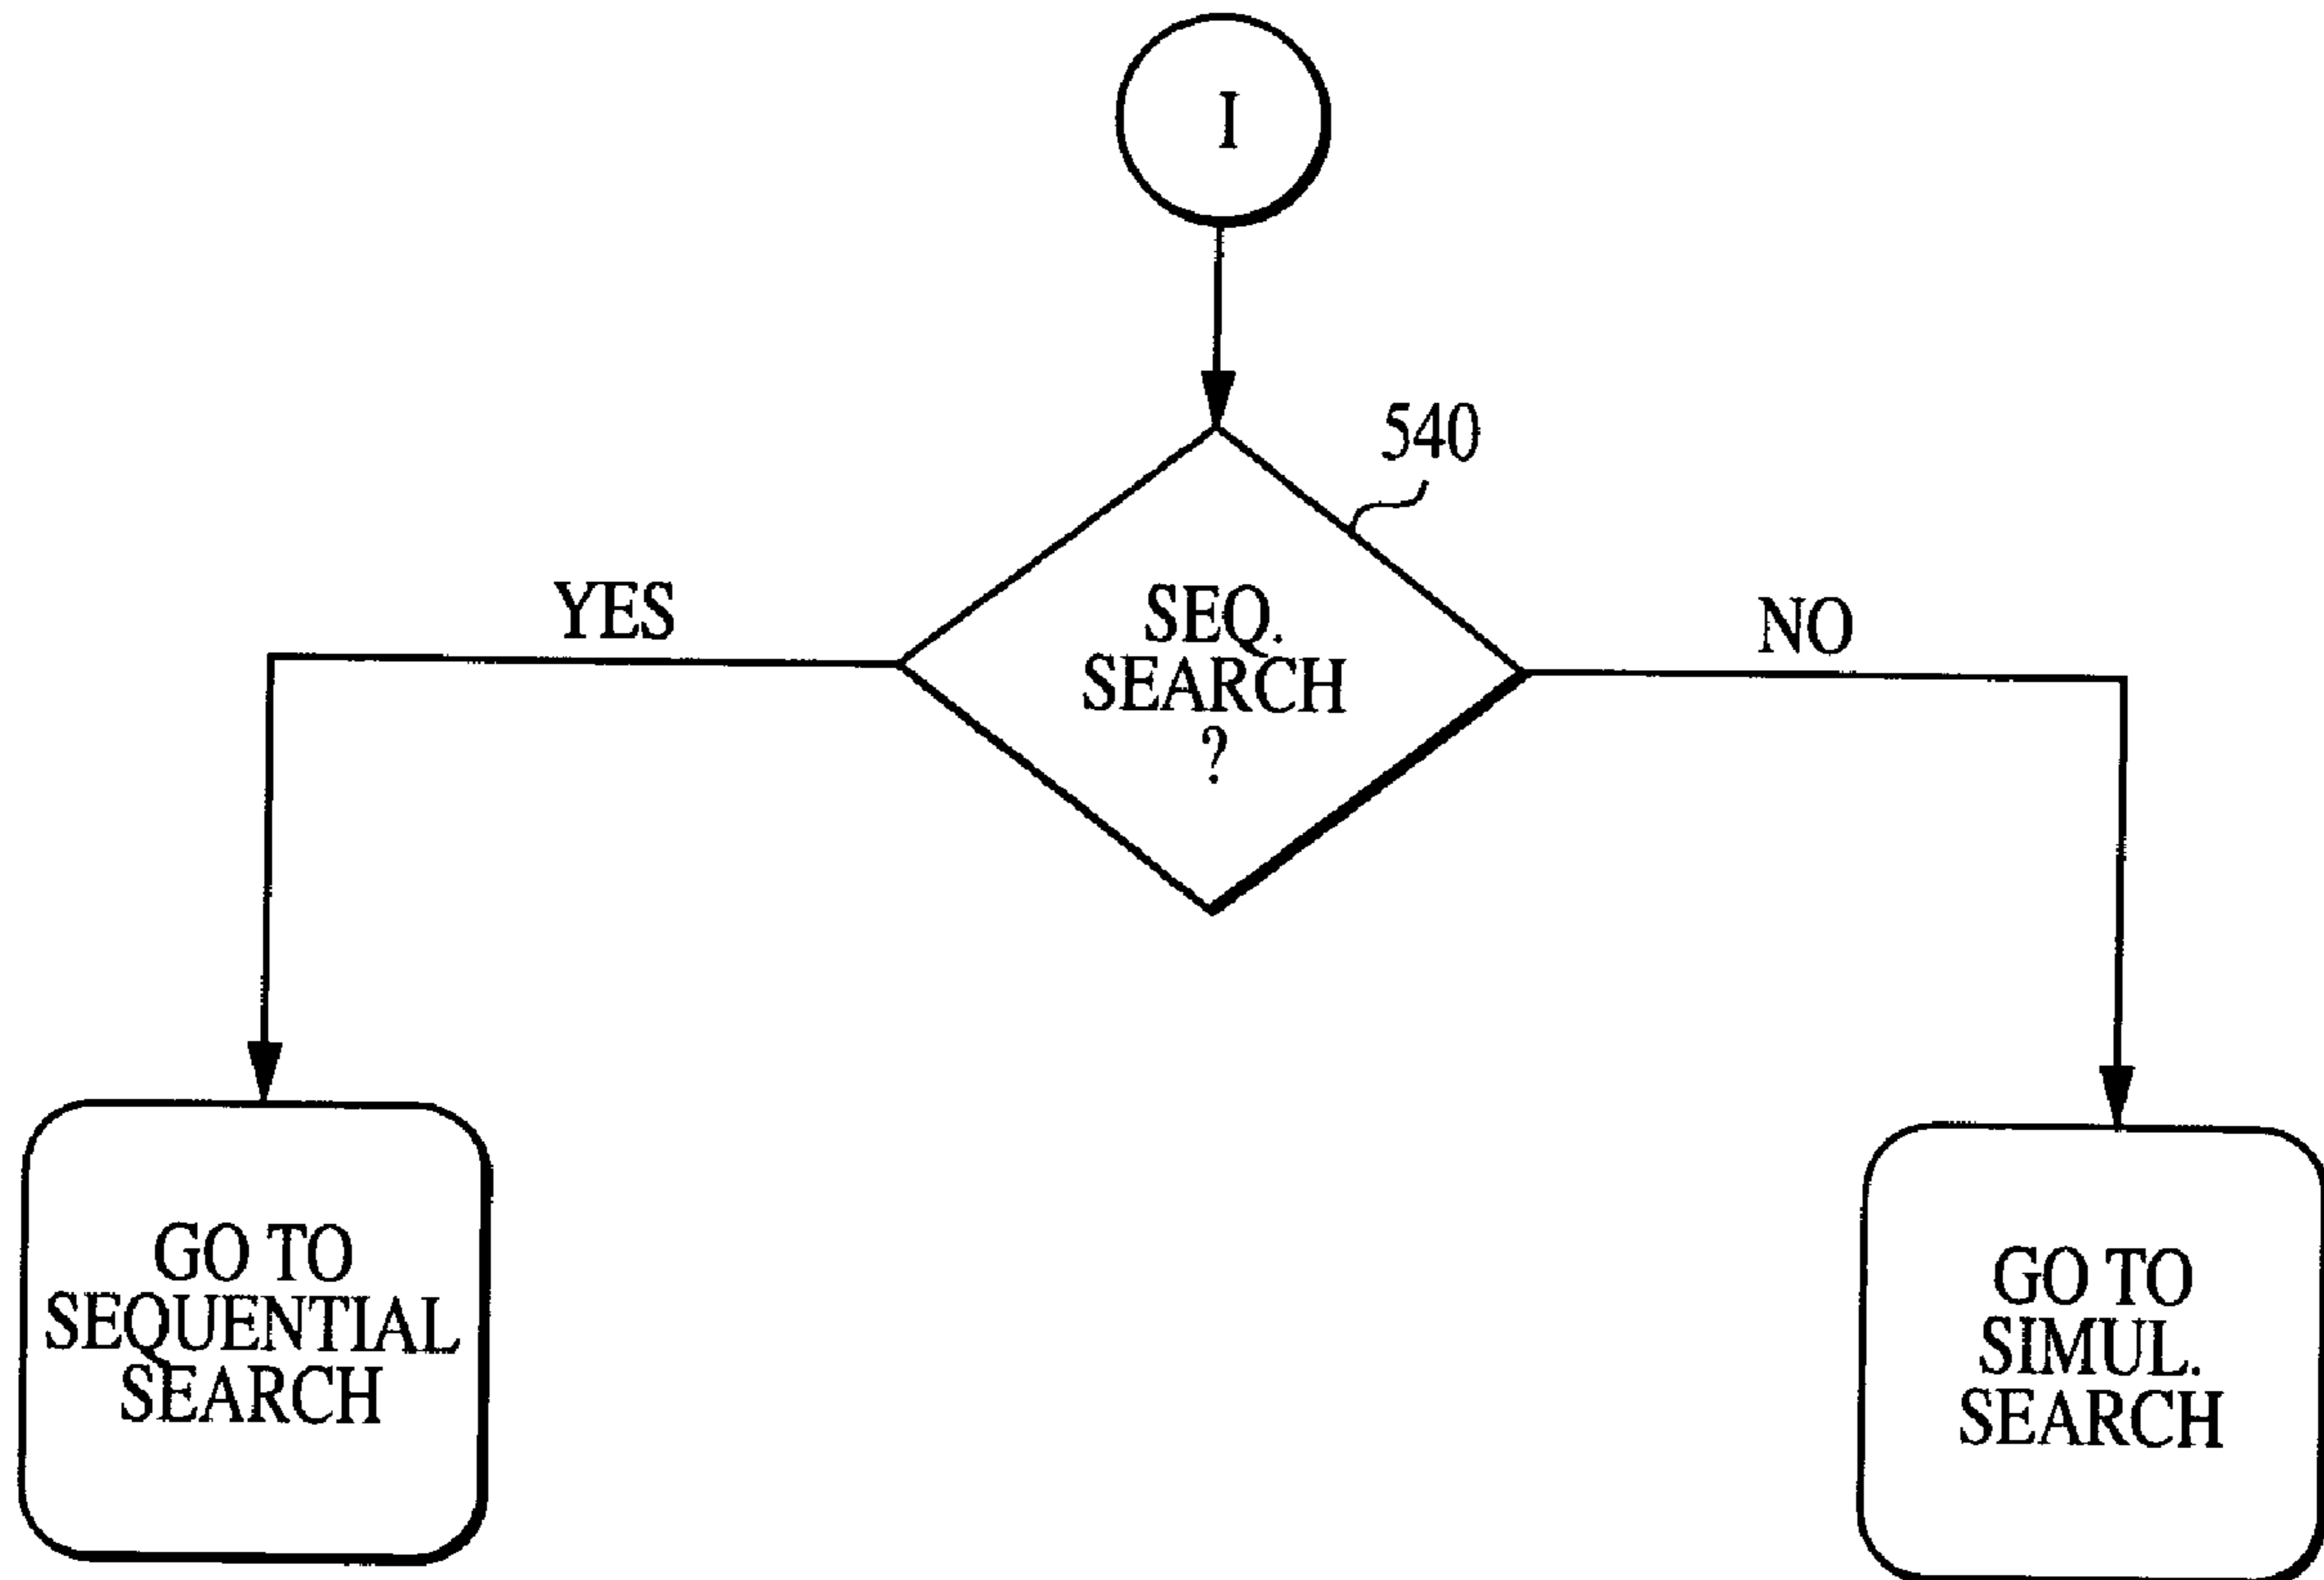 I
540
YES
SEQ.
SEARCH
?
NO
GO TO
SEQUENTIAL
SEARCH
GO TO
SIMUL.
SEARCH